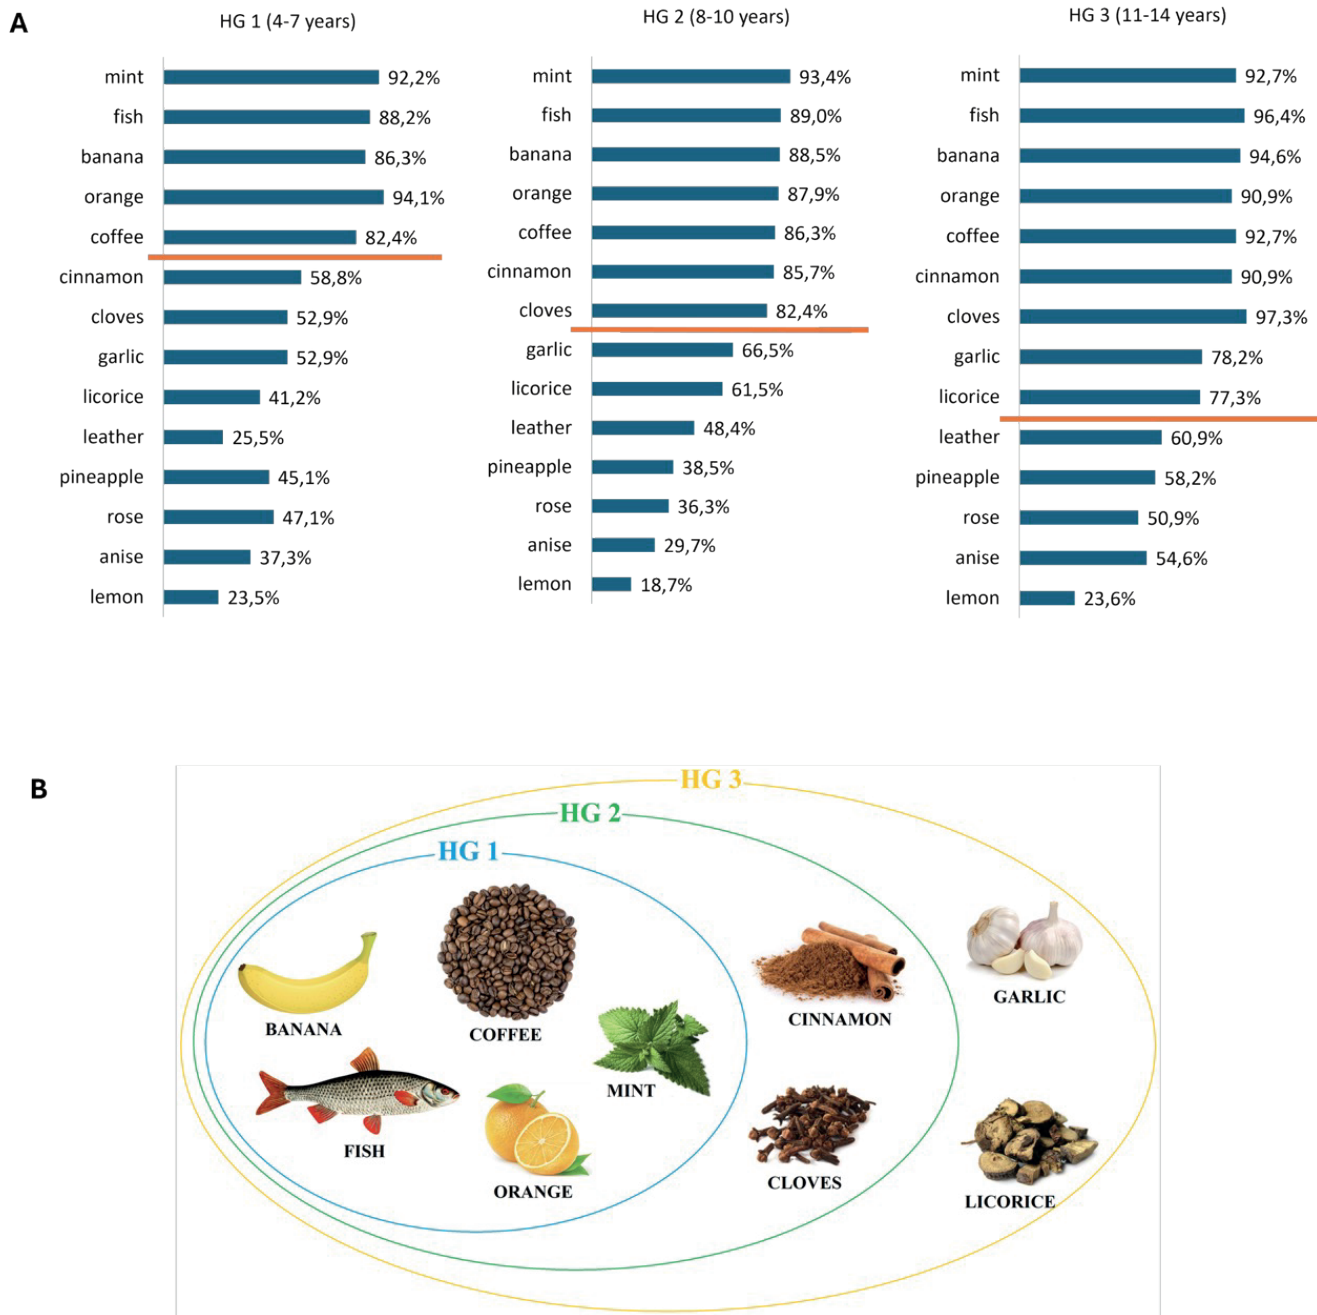 A
HG 1 (4-7 years)
mint 92,2%
fish 88,2%
banana 86,3%
orange 94,1%
coffee 82,4%
cinnamon 58,8%
cloves 52,9%
garlic 52,9%
licorice 41,2%
leather 25,5%
pineapple 45,1%
rose 47,1%
anise 37,3%
lemon 23,5%
HG 2 (8-10 years)
mint 93,4%
fish 89,0%
banana 88,5%
orange 87,9%
coffee 86,3%
cinnamon 85,7%
cloves 82,4%
garlic 66,5%
licorice 61,5%
leather 48,4%
pineapple 38,5%
rose 36,3%
anise 29,7%
lemon 18,7%
HG 3 (11-14 years)
mint 92,7%
fish 96,4%
banana 94,6%
orange 90,9%
coffee 92,7%
cinnamon 90,9%
cloves 97,3%
garlic 78,2%
licorice 77,3%
leather 60,9%
pineapple 58,2%
rose 50,9%
anise 54,6%
lemon 23,6%
B
HG 3
HG 2
HG 1
BANANA
COFFEE
MINT
FISH
ORANGE
CINNAMON
CLOVES
GARLIC
LICORICE